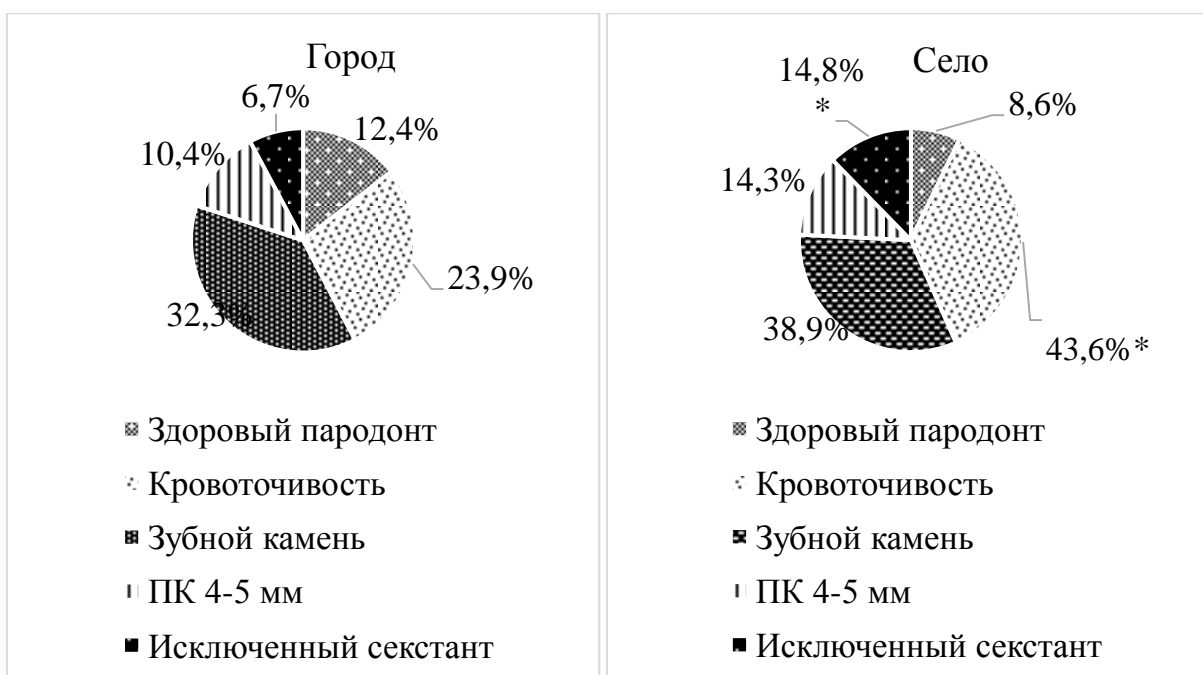 Город
6,7%
12,4%
10,4%
23,9%
32,3%
Здоровый пародонт
Кровоточивость
Зубной камень
ПК 4-5 мм
Исключенный секстант
Село
14,8%
*
8,6%
14,3%
38,9%
43,6%*
Здоровый пародонт
Кровоточивость
Зубной камень
ПК 4-5 мм
Исключенный секстант